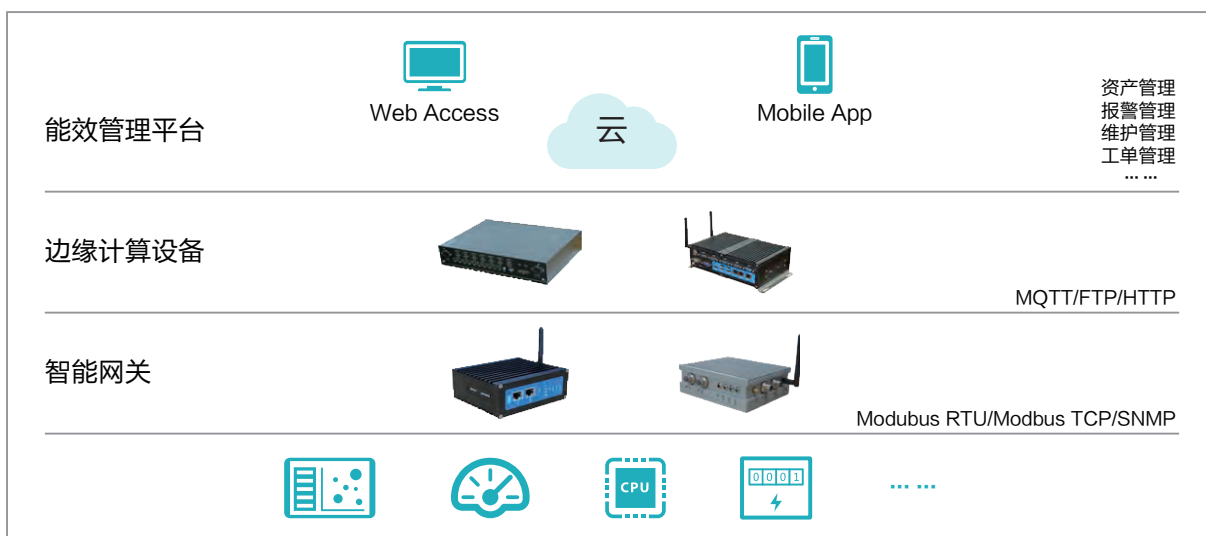 Web Access
Mobile App
云
能效管理平台
资产管理
报警管理
维护管理
工单管理
... ...
边缘计算设备
MQTT/FTP/HTTP
智能网关
Modubus RTU/Modbus TCP/SNMP
CPU
0001
... ...